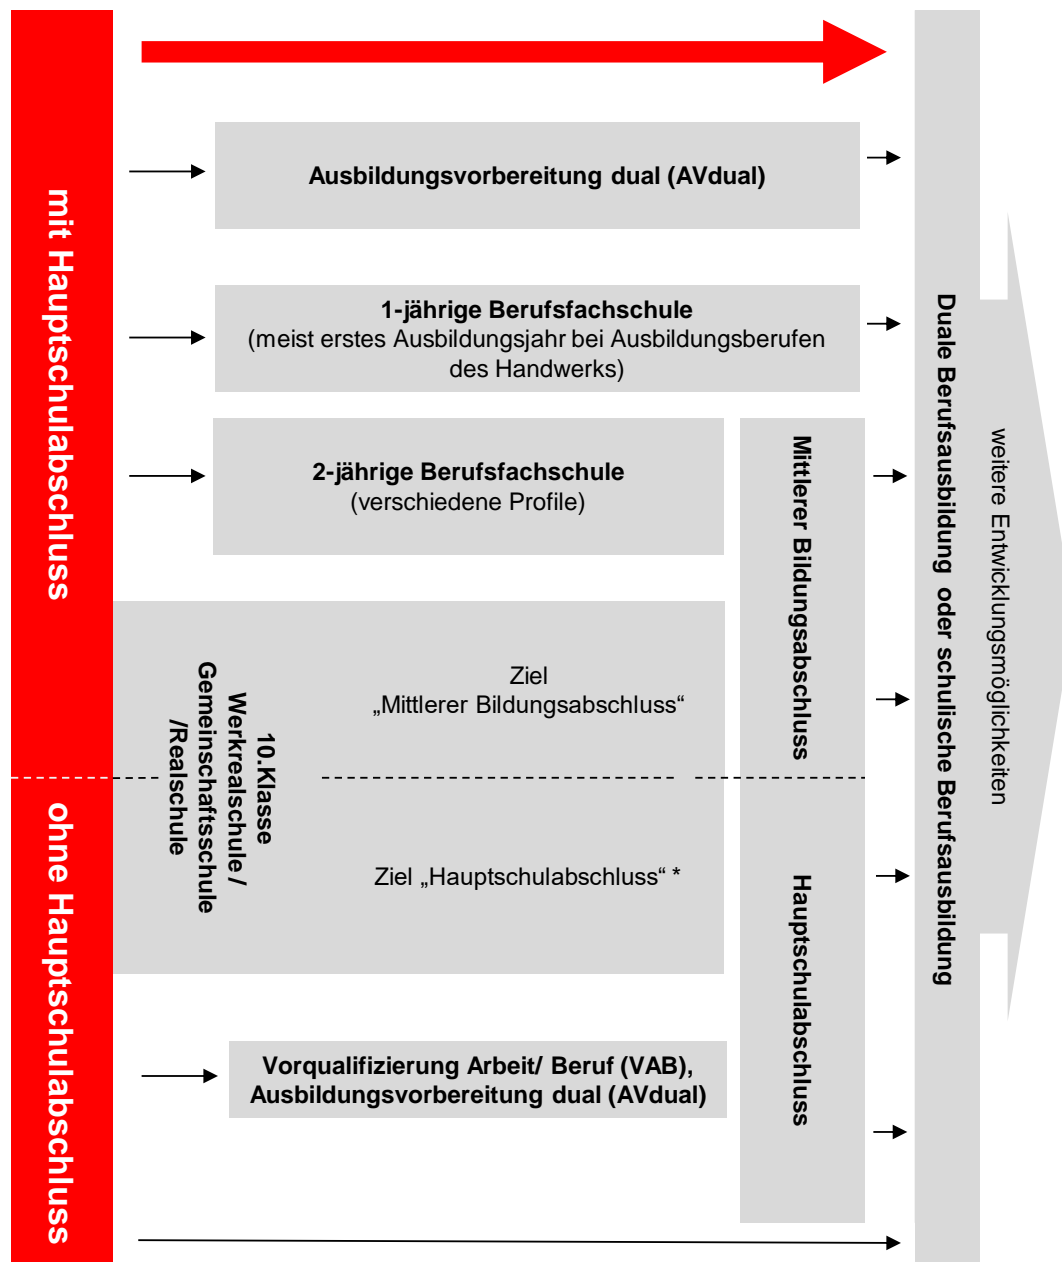 mit Hauptschulabschluss
Ausbildungsvorbereitung dual (AVdual)
1-jährige Berufsfachschule
(meist erstes Ausbildungsjahr bei Ausbildungsberufen
des Handwerks)
2-jährige Berufsfachschule
(verschiedene Profile)
Mittlerer Bildungsabschluss
10.Klasse
Werkrealschule /
Gemeinschaftsschule
/Realschule
Ziel
„Mittlerer Bildungsabschluss“
ohne Hauptschulabschluss
Ziel „Hauptschulabschluss“ *
Hauptschulabschluss
Vorqualifizierung Arbeit/ Beruf (VAB),
Ausbildungsvorbereitung dual (AVdual)
Duale Berufsausbildung oder schulische Berufsausbildung
weitere Entwicklungsmöglichkeiten